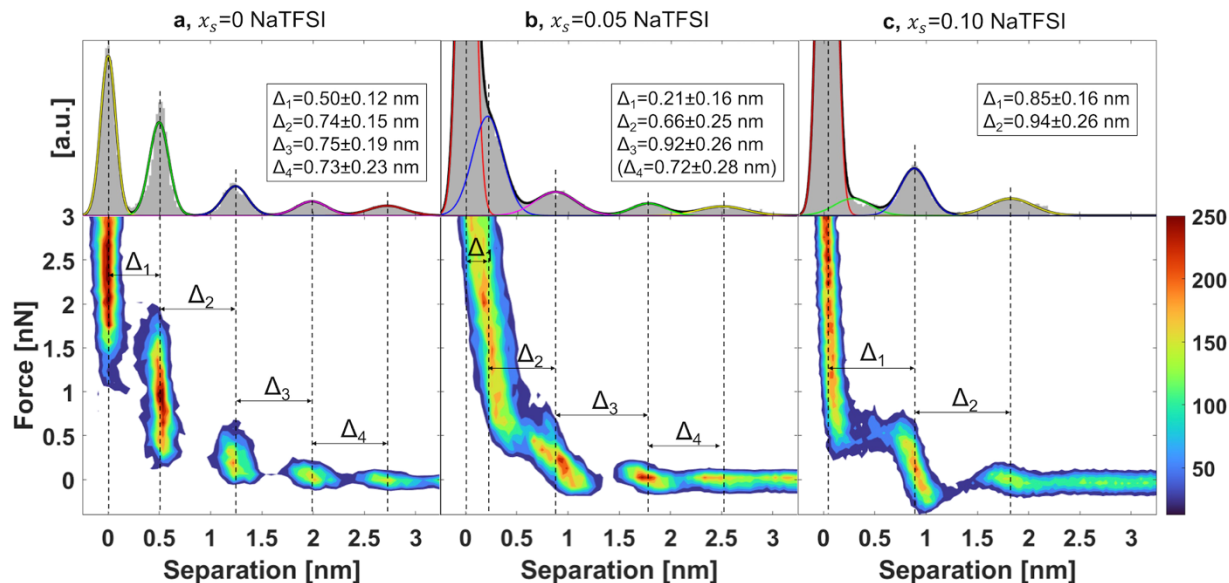 a, xₛ=0 NaTFSI
b, xₛ=0.05 NaTFSI
c, xₛ=0.10 NaTFSI
[a.u.]
Δ₁=0.50±0.12 nm
Δ₂=0.74±0.15 nm
Δ₃=0.75±0.19 nm
Δ₄=0.73±0.23 nm
Δ₁=0.21±0.16 nm
Δ₂=0.66±0.25 nm
Δ₃=0.92±0.26 nm
(Δ₄=0.72±0.28 nm)
Δ₁=0.85±0.16 nm
Δ₂=0.94±0.26 nm
Force [nN]
3
2.5
2
1.5
1
0.5
0
Δ₁
Δ₂
Δ₃
Δ₄
Δ₁
Δ₂
Δ₃
Δ₄
Δ₁
Δ₂
250
200
150
100
50
0 0.5 1 1.5 2 2.5 3
0 0.5 1 1.5 2 2.5 3
0 0.5 1 1.5 2 2.5 3
Separation [nm]
Separation [nm]
Separation [nm]